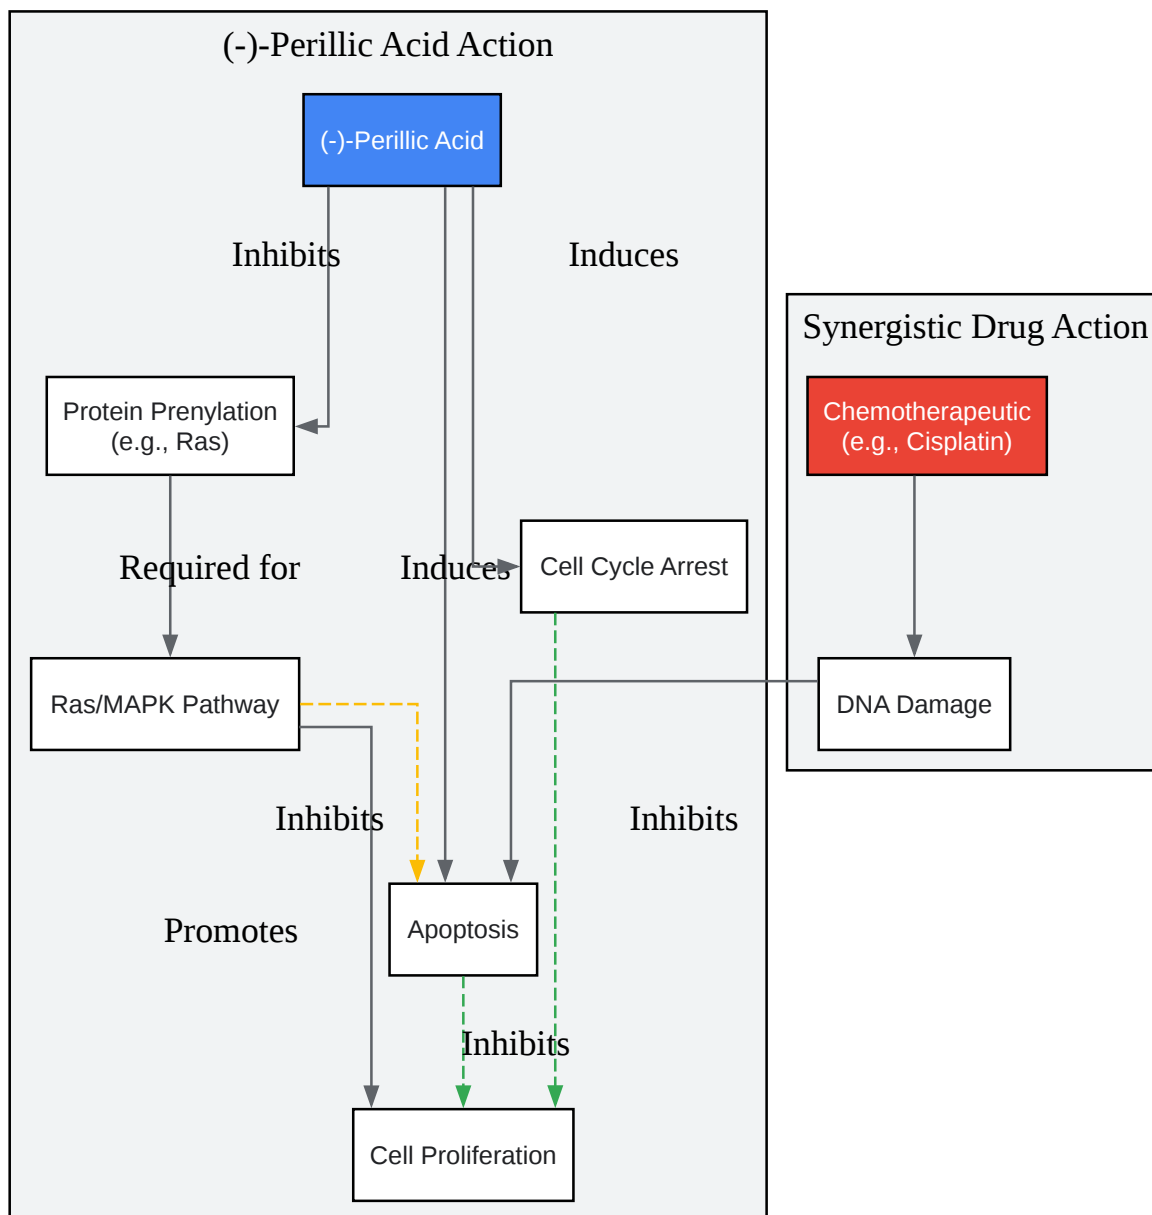 (-)-Perillic Acid Action
(-)-Perillic Acid
Inhibits
Induces
Synergistic Drug Action
Protein Prenylation
(e.g., Ras)
Chemotherapeutic
(e.g., Cisplatin)
Required for
Induces
Cell Cycle Arrest
Ras/MAPK Pathway
DNA Damage
Inhibits
Inhibits
Apoptosis
Promotes
Inhibits
Cell Proliferation